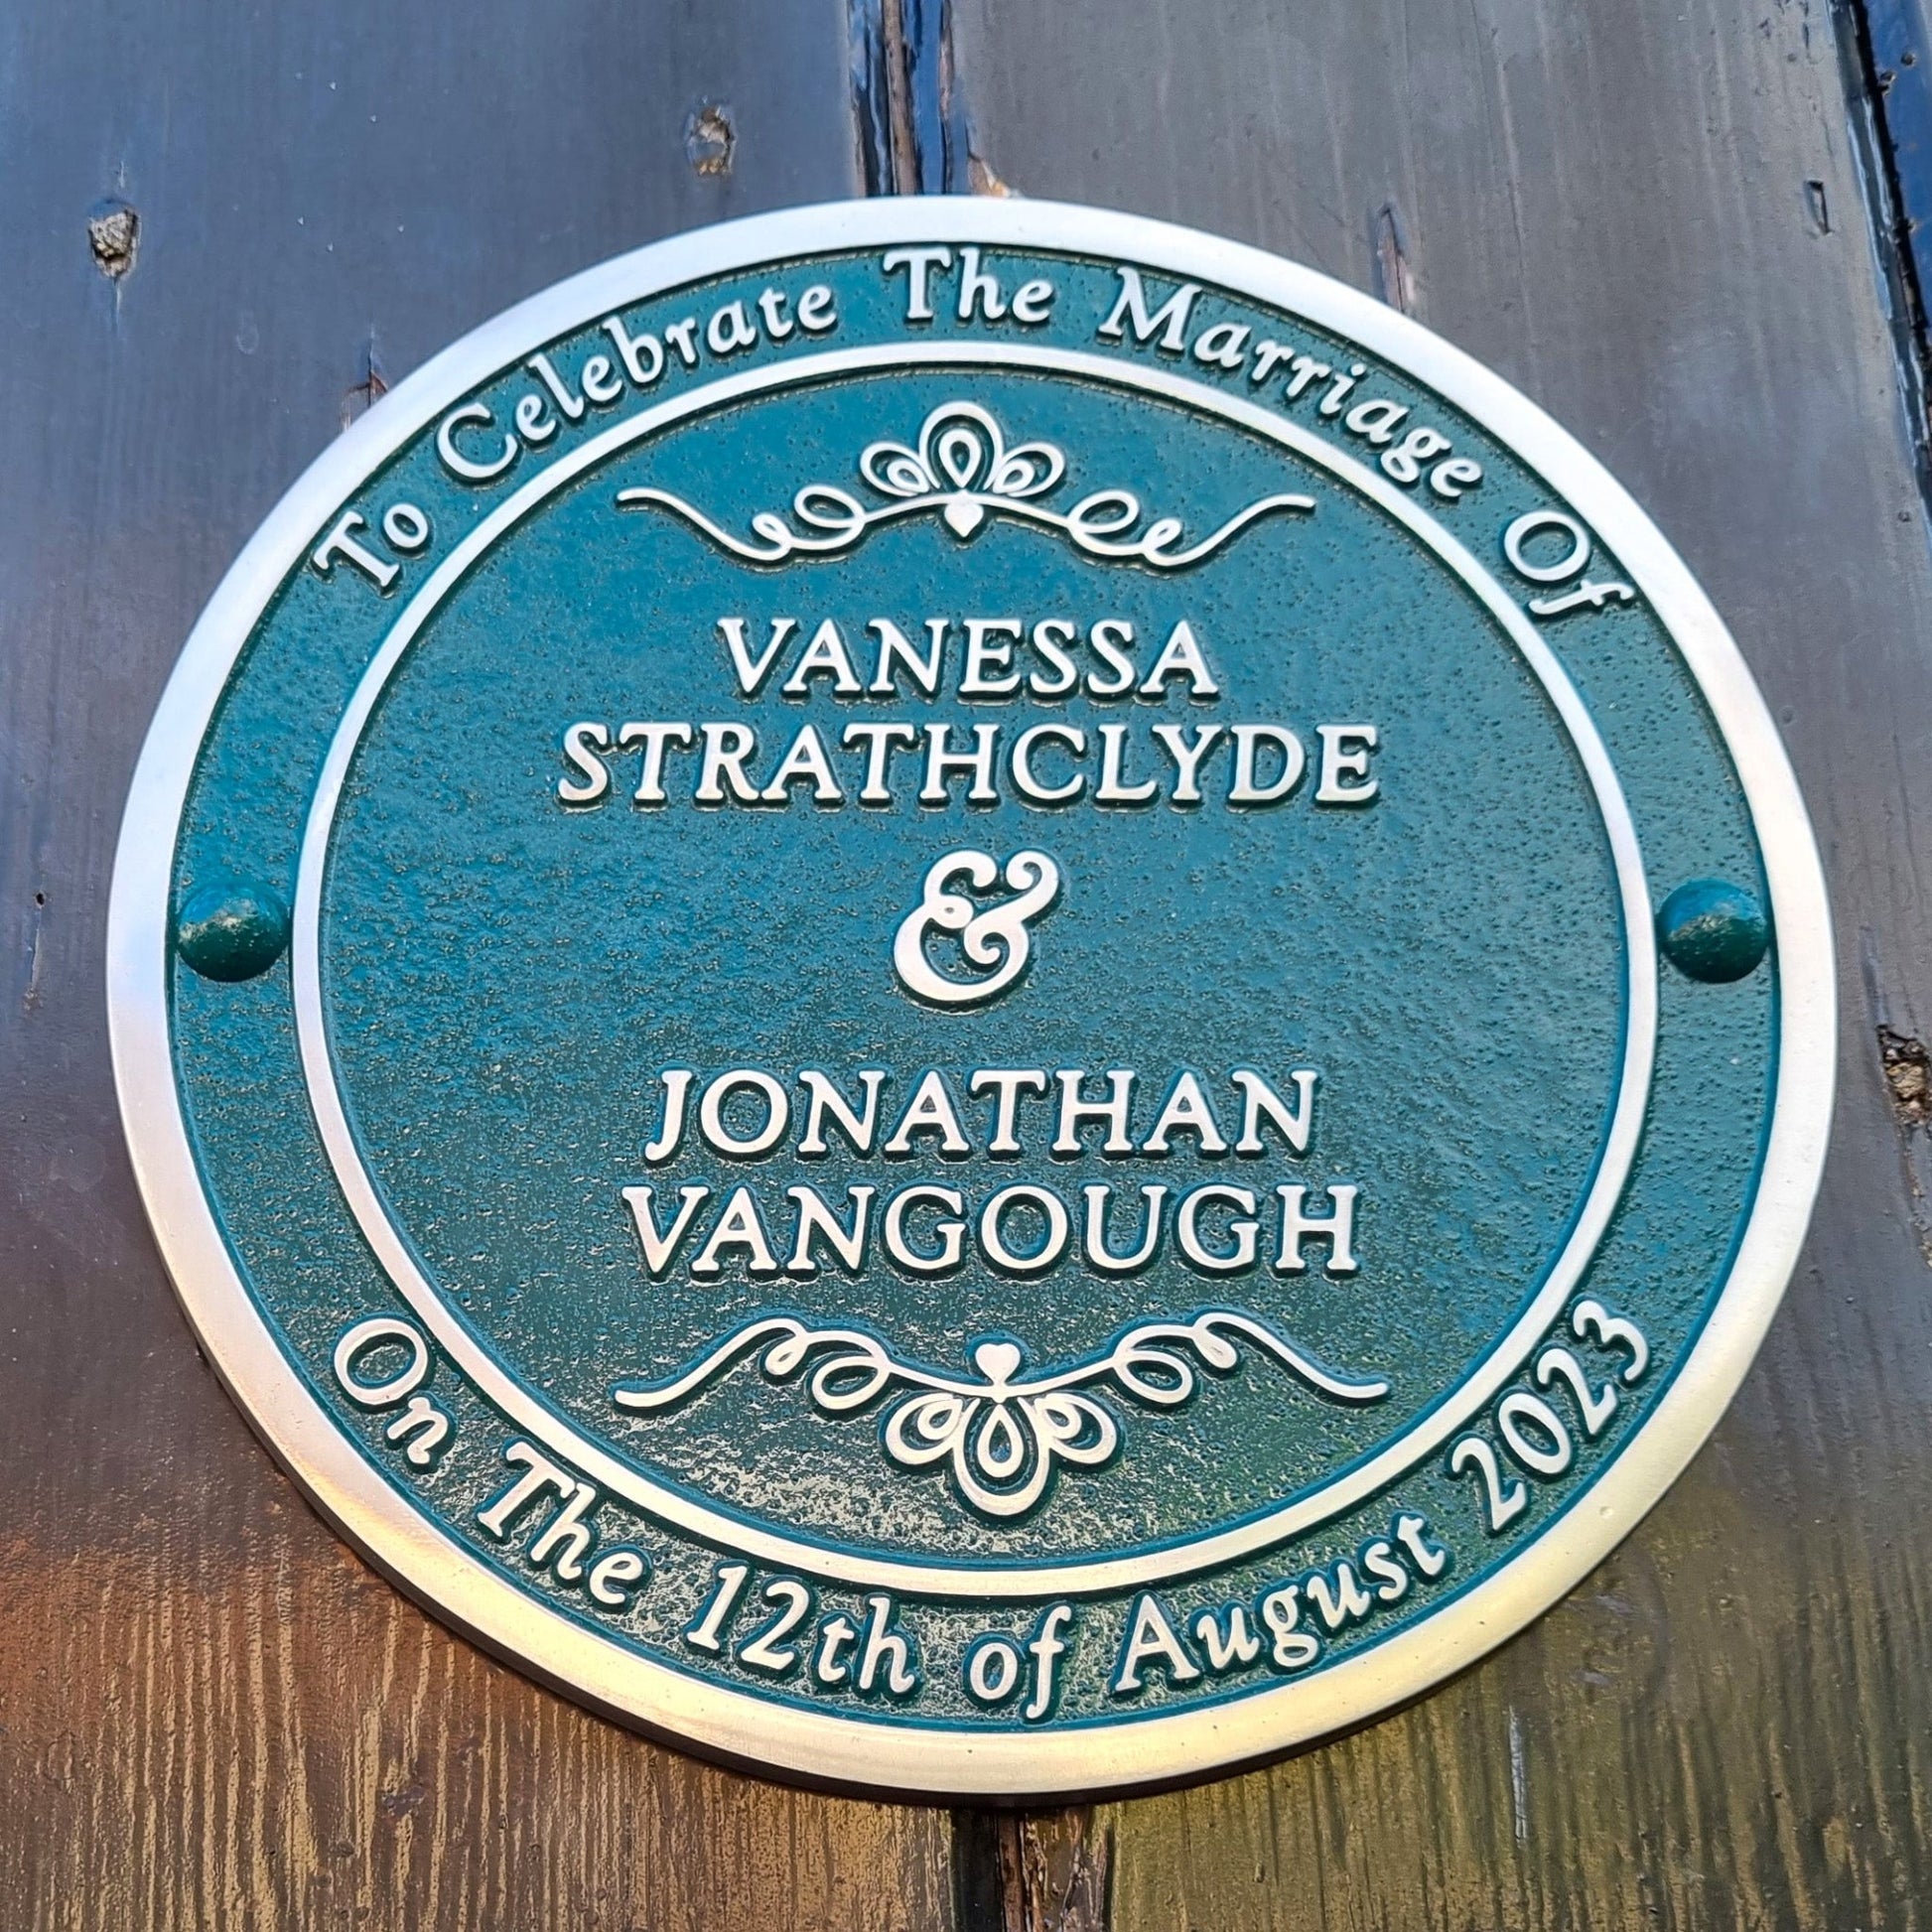 To Celebrate The Marriage Of
VANESSA
STRATHCLYDE
&
JONATHAN
VANGOUGH
On The 12th of August 2023